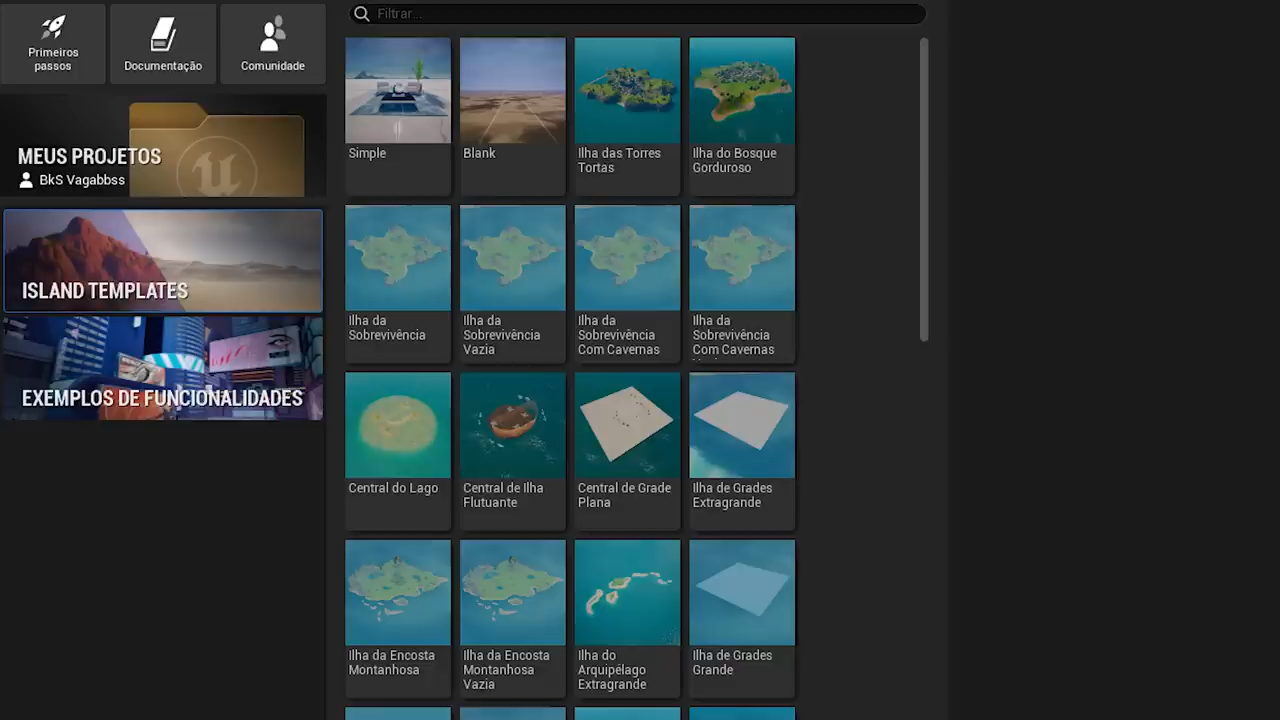 Filtrar...
Primeiros
passos
Documentação
Comunidade
MEUS PROJETOS
BkS Vagabbss
ISLAND TEMPLATES
EXEMPLOS DE FUNCIONALIDADES
Simple
Blank
Ilha das Torres
Tortas
Ilha do Bosque
Gorduroso
Ilha da
Sobrevivência
Ilha da
Sobrevivência
Vazia
Ilha da
Sobrevivência
Com Cavernas
Ilha da
Sobrevivência
Com Cavernas
Central do Lago
Central de Ilha
Flutuante
Central de Grade
Plana
Ilha de Grades
Extragrande
Ilha da Encosta
Montanhosa
Ilha da Encosta
Montanhosa
Vazia
Ilha do
Arquipélago
Extragrande
Ilha de Grades
Grande